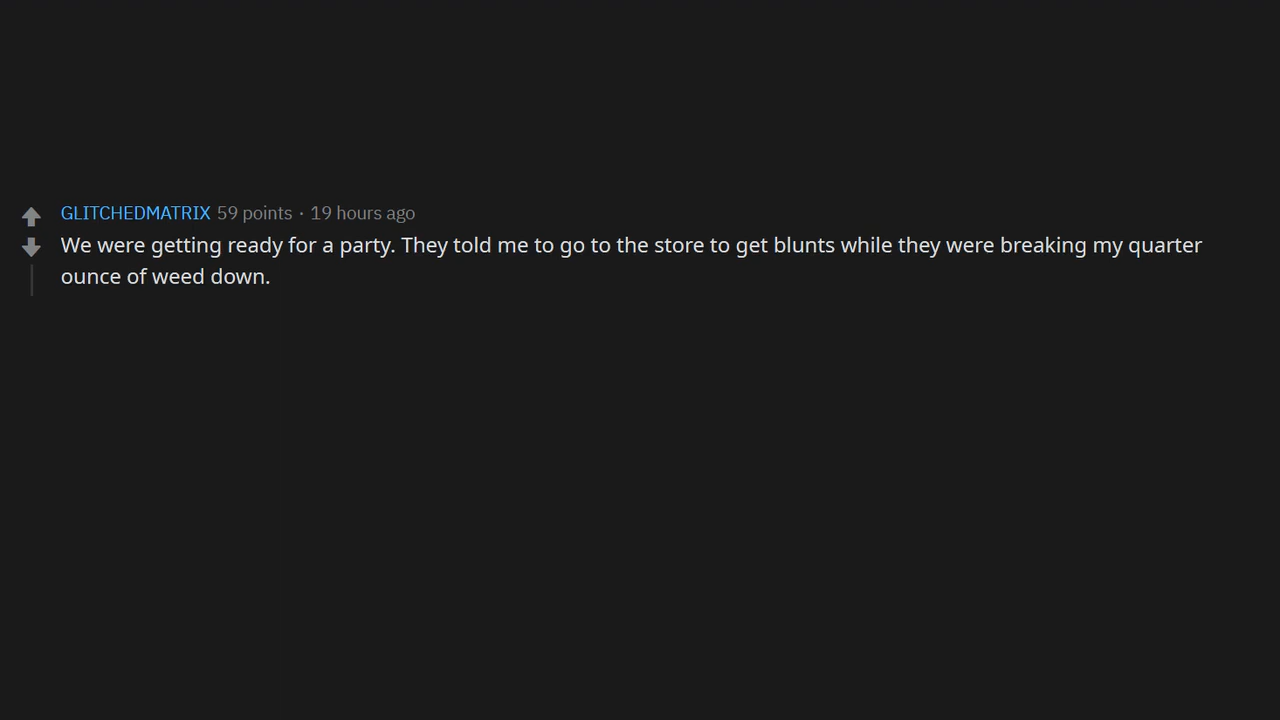 GLITCHEDMATRIX 59 points · 19 hours ago
We were getting ready for a party. They told me to go to the store to get blunts while they were breaking my quarter
ounce of weed down.